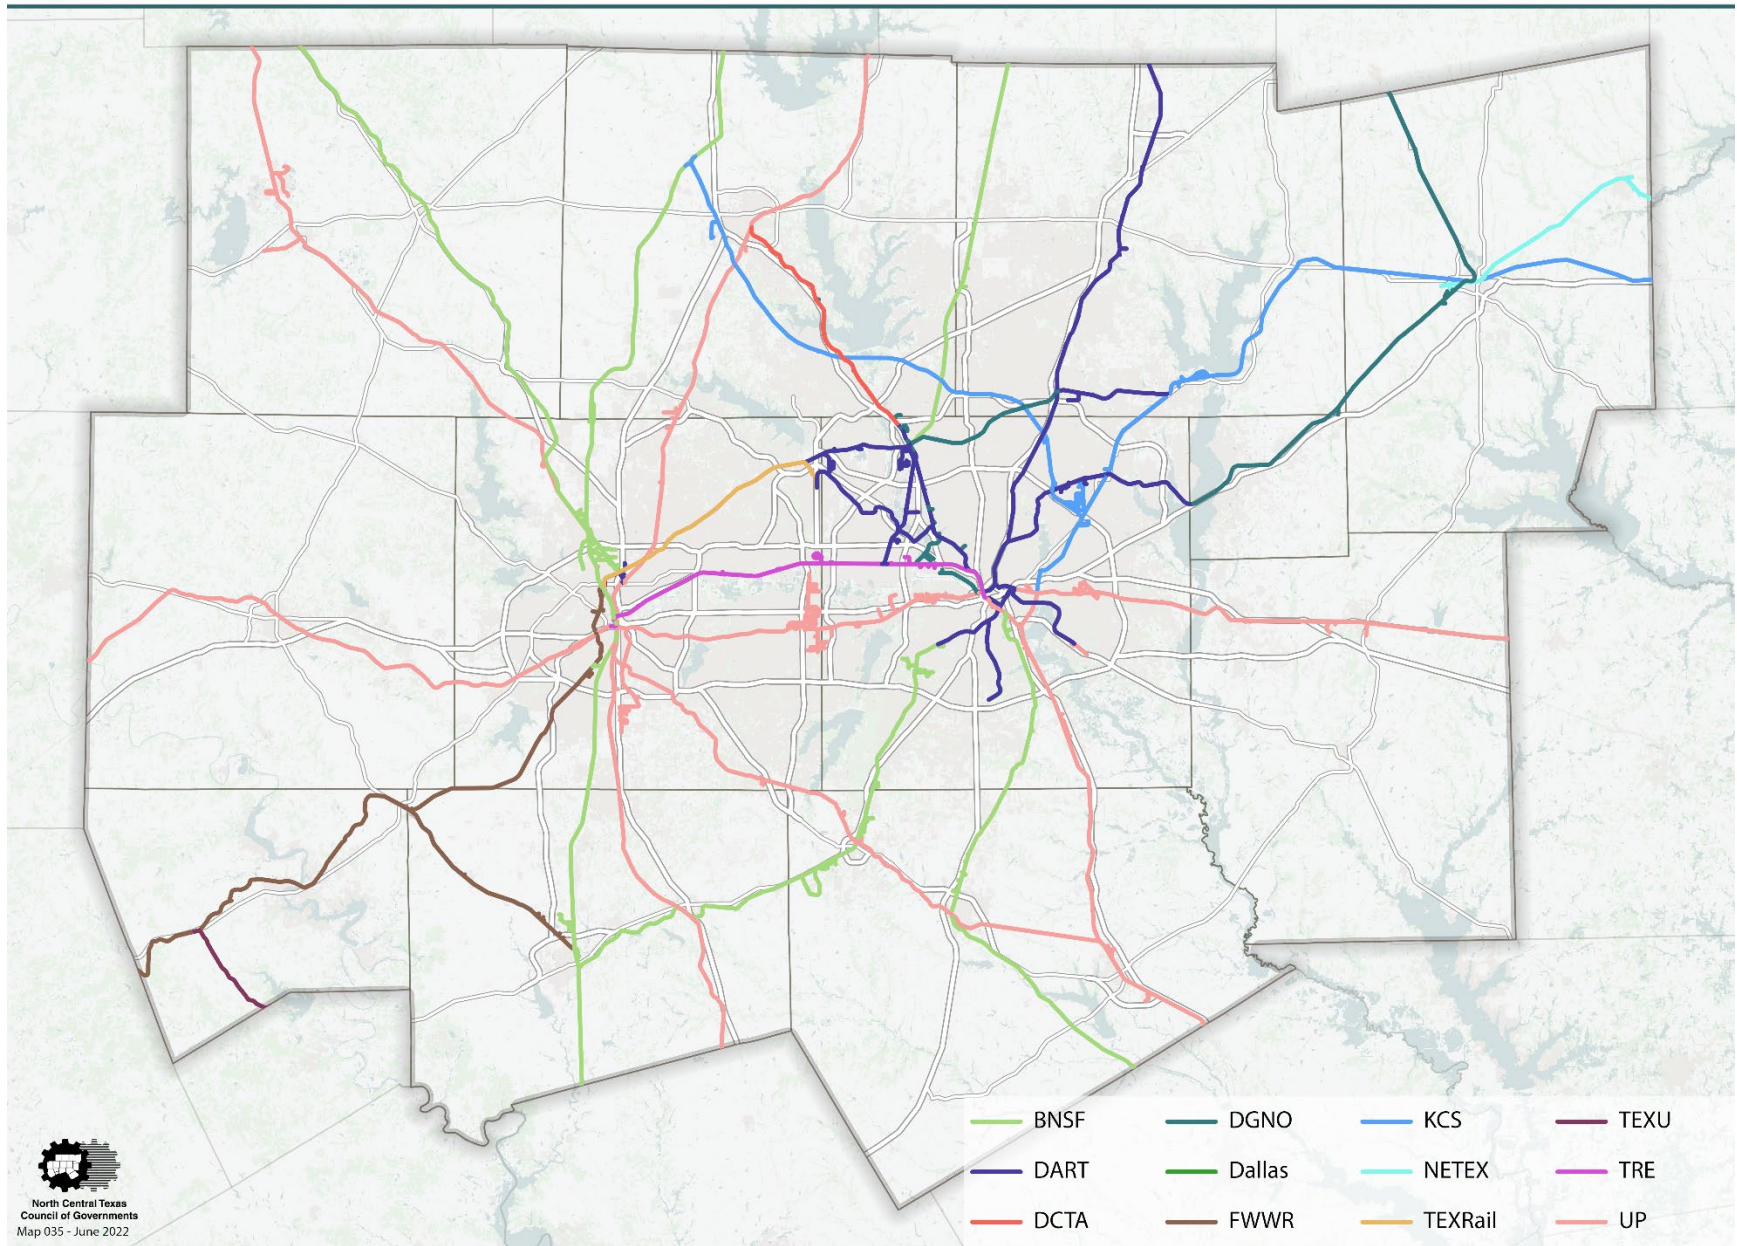 BNSF DGNO KCS TEXU
DART Dallas NETEX TRE
DCTA FWWR TEXRail UP
North Central Texas
Council of Governments
Map 035 - June 2022